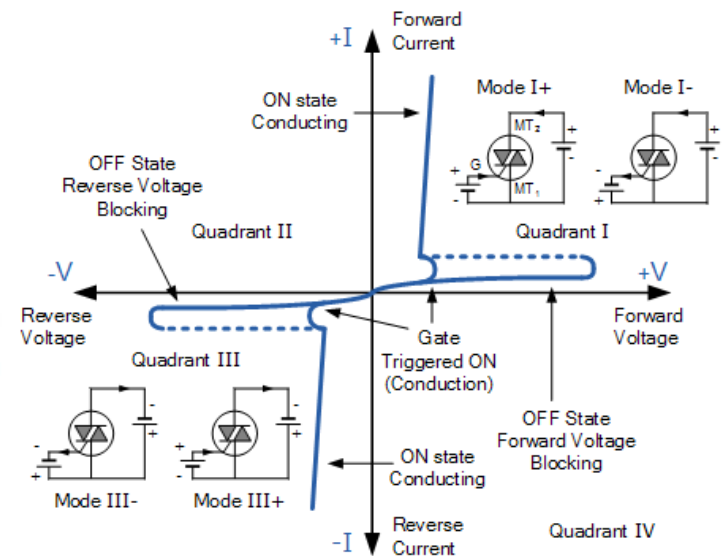 +I
Forward
Current
Mode I+
Mode I-
ON state
Conducting
MT₂
+
-
+
-
G
+
-
MT₁
-
+
OFF State
Reverse Voltage
Blocking
Quadrant II
Quadrant I
-V
+V
Reverse
Voltage
Forward
Voltage
Gate
Triggered ON
(Conduction)
Quadrant III
-
+
-
+
-
+
+
-
OFF State
Forward Voltage
Blocking
ON state
Conducting
Mode III-
Mode III+
-I
Reverse
Current
Quadrant IV